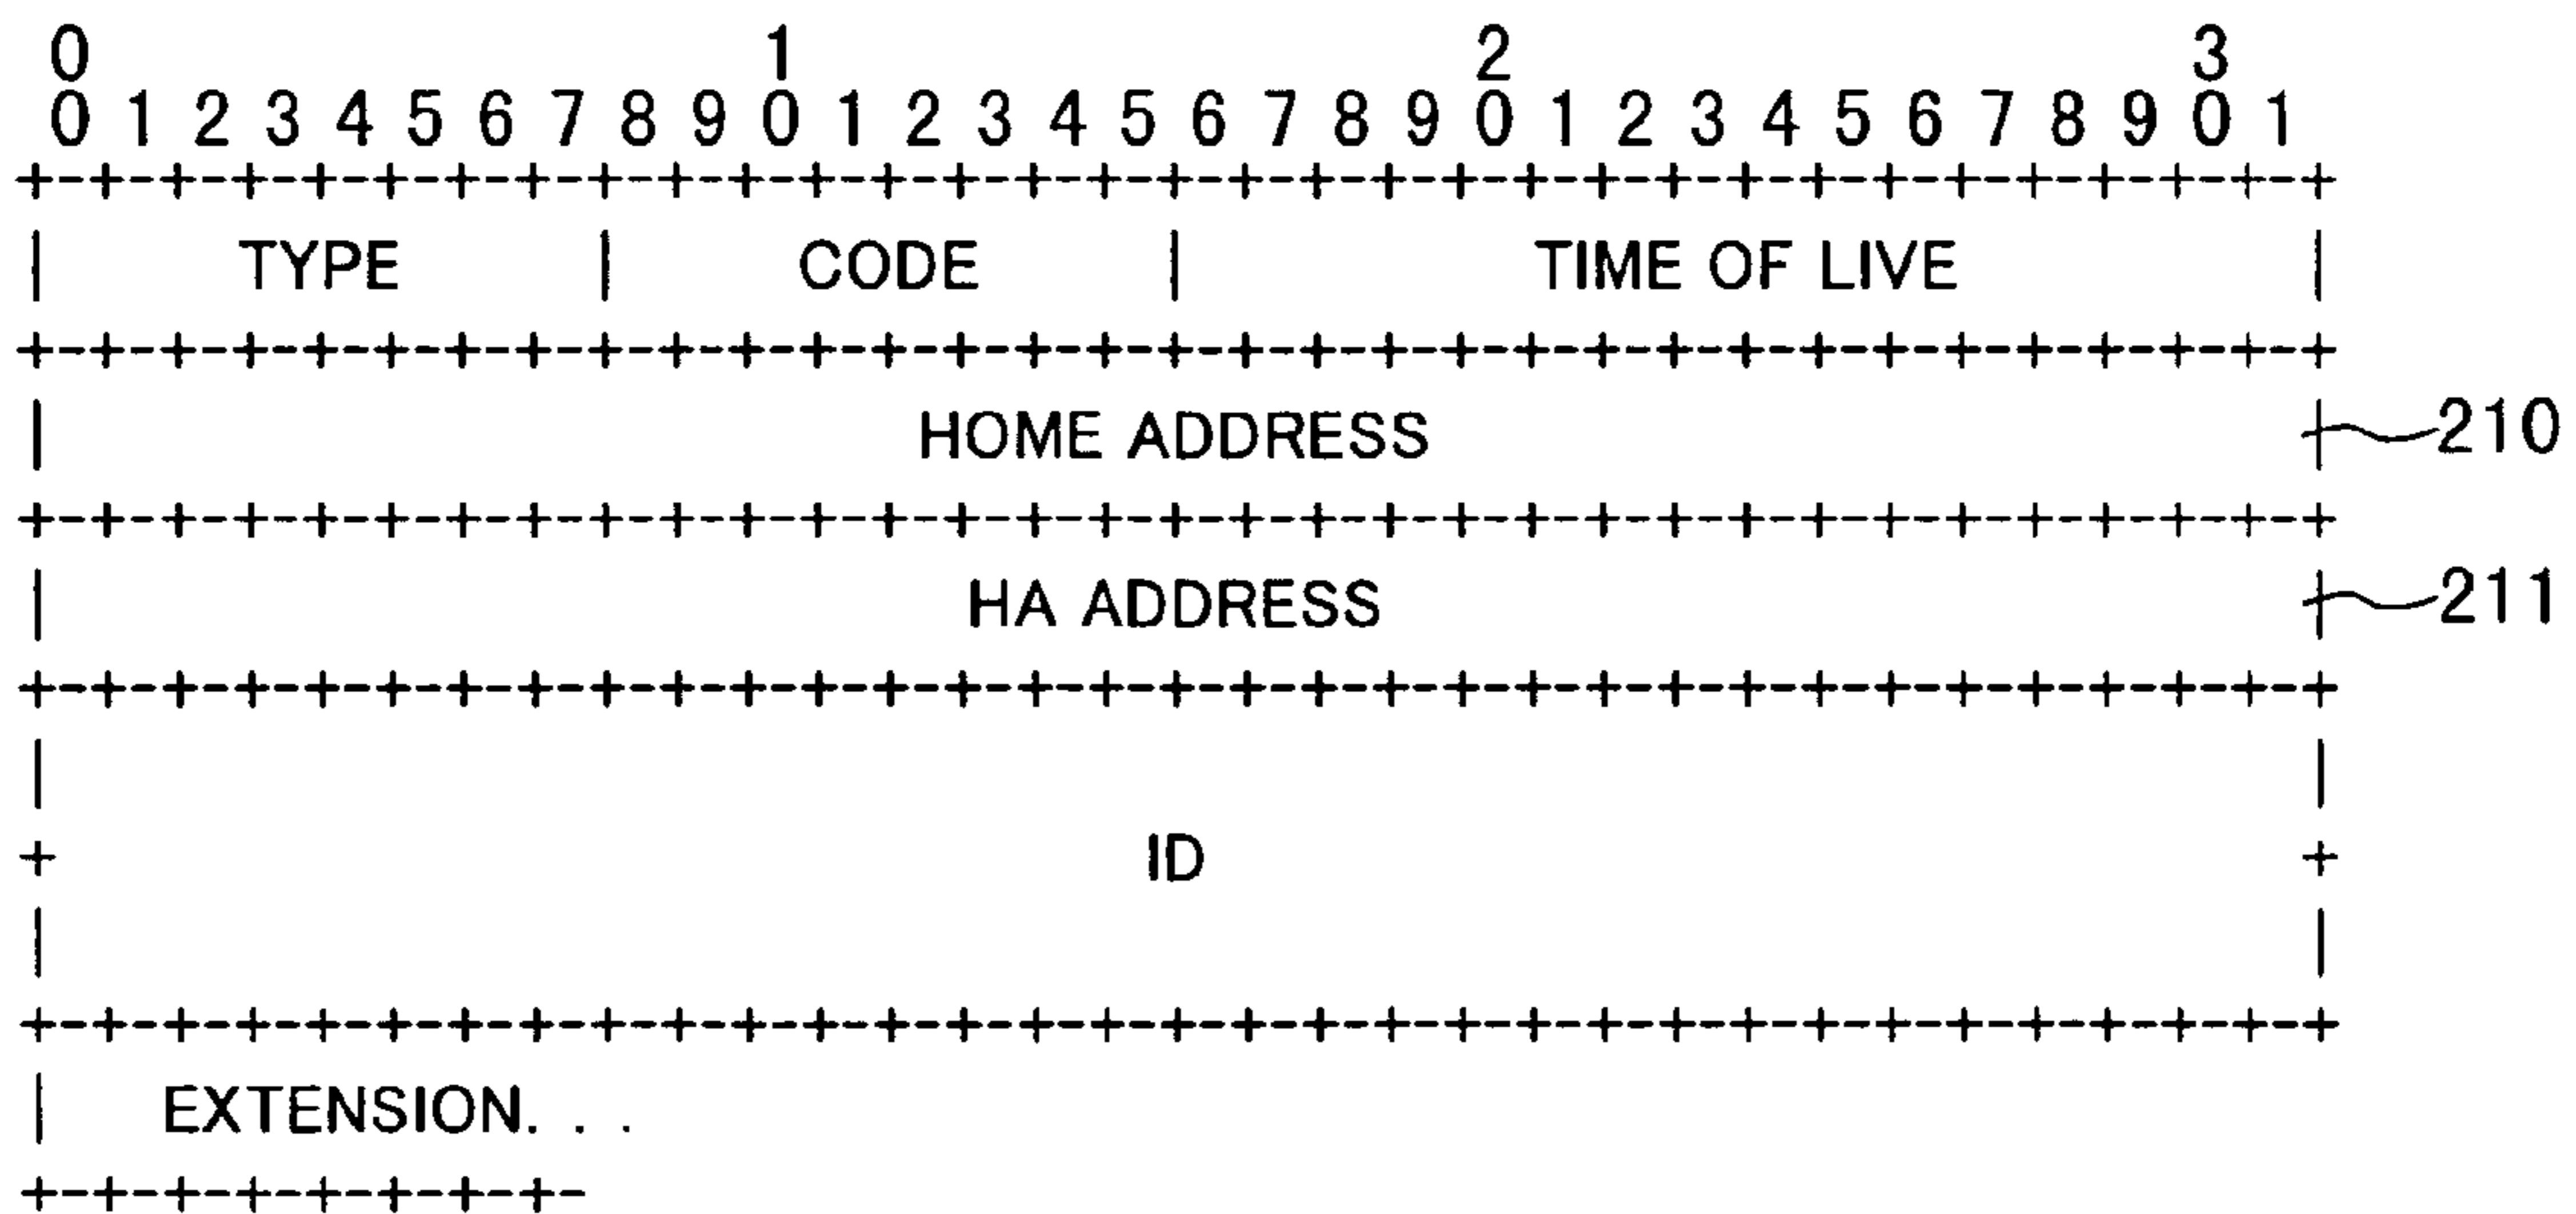 0 1 2 3
0 1 2 3 4 5 6 7 8 9 0 1 2 3 4 5 6 7 8 9 0 1 2 3 4 5 6 7 8 9 0 1
+-+-+-+-+-+-+-+-+-+-+-+-+-+-+-+-+-+-+-+-+-+-+-+-+-+-+-+-+-+-+-+-+
| TYPE | CODE | TIME OF LIVE |
+-+-+-+-+-+-+-+-+-+-+-+-+-+-+-+-+-+-+-+-+-+-+-+-+-+-+-+-+-+-+-+-+
| HOME ADDRESS | 210
+-+-+-+-+-+-+-+-+-+-+-+-+-+-+-+-+-+-+-+-+-+-+-+-+-+-+-+-+-+-+-+-+
| HA ADDRESS | 211
+-+-+-+-+-+-+-+-+-+-+-+-+-+-+-+-+-+-+-+-+-+-+-+-+-+-+-+-+-+-+-+-+
| |
+ ID +
| |
+-+-+-+-+-+-+-+-+-+-+-+-+-+-+-+-+-+-+-+-+-+-+-+-+-+-+-+-+-+-+-+-+
| EXTENSION. . .
+-+-+-+-+-+-+-+-